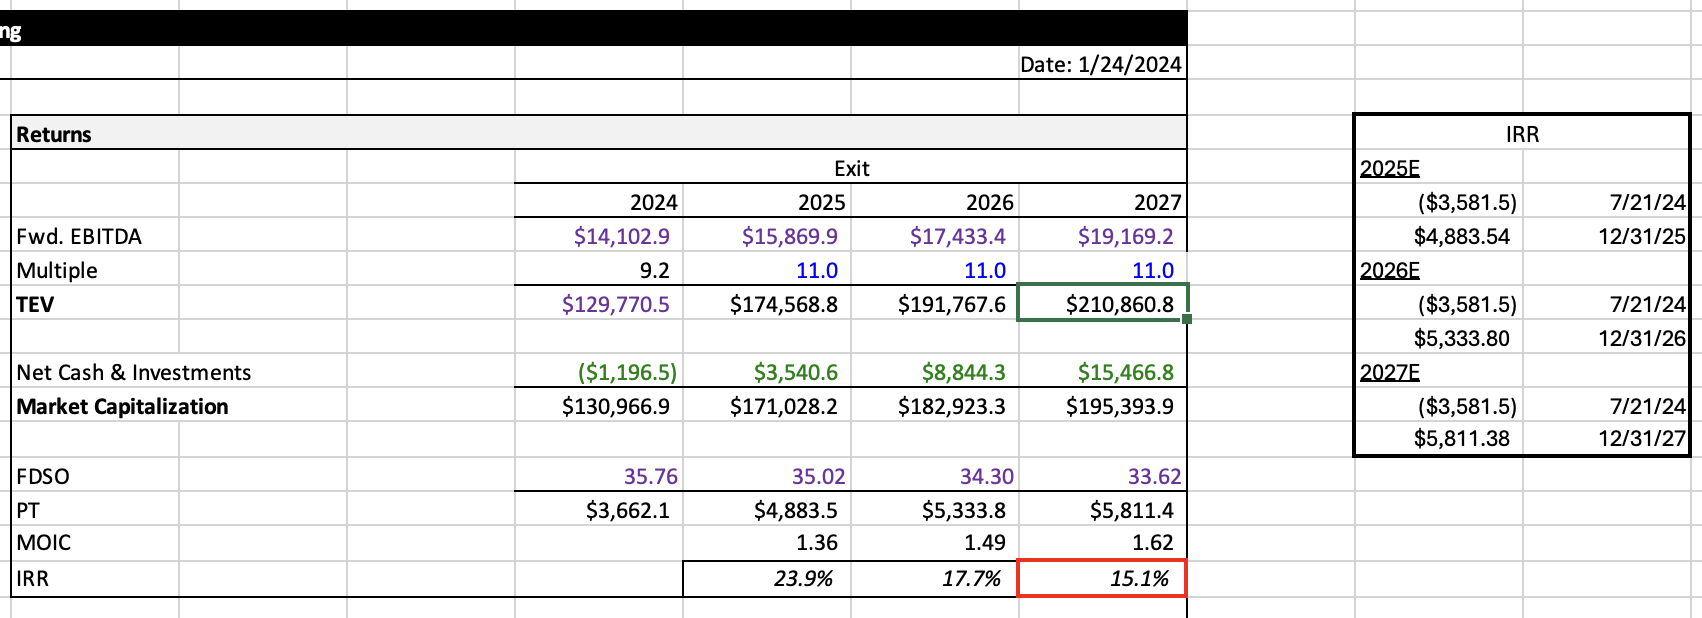 ng
Date: 1/24/2024
Returns
Exit
2024 2025 2026 2027
Fwd. EBITDA $14,102.9 $15,869.9 $17,433.4 $19,169.2
Multiple 9.2 11.0 11.0 11.0
TEV $129,770.5 $174,568.8 $191,767.6 $210,860.8
Net Cash & Investments ($1,196.5) $3,540.6 $8,844.3 $15,466.8
Market Capitalization $130,966.9 $171,028.2 $182,923.3 $195,393.9
FDSO 35.76 35.02 34.30 33.62
PT $3,662.1 $4,883.5 $5,333.8 $5,811.4
MOIC 1.36 1.49 1.62
IRR 23.9% 17.7% 15.1%
IRR
2025E
($3,581.5) 7/21/24
$4,883.54 12/31/25
2026E
($3,581.5) 7/21/24
$5,333.80 12/31/26
2027E
($3,581.5) 7/21/24
$5,811.38 12/31/27